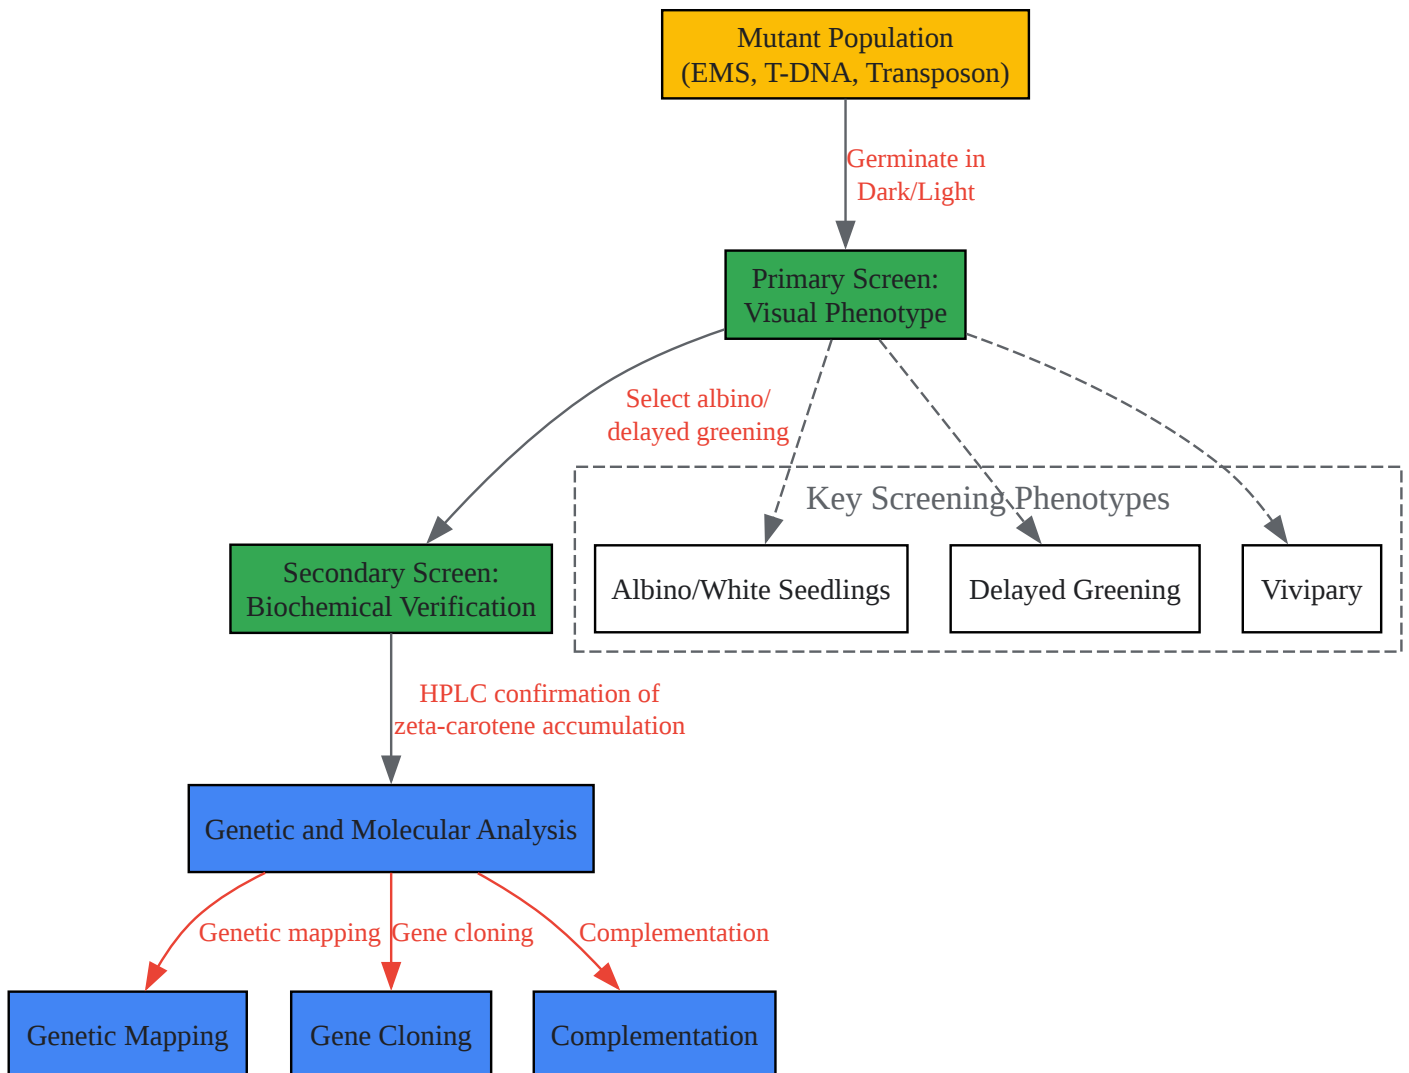 Mutant Population
(EMS, T-DNA, Transposon)
Germinate in
Dark/Light
Primary Screen:
Visual Phenotype
Select albino/
delayed greening
Key Screening Phenotypes
Secondary Screen:
Biochemical Verification
Albino/White Seedlings
Delayed Greening
Vivipary
HPLC confirmation of
zeta-carotene accumulation
Genetic and Molecular Analysis
Genetic mapping
Gene cloning
Complementation
Genetic Mapping
Gene Cloning
Complementation